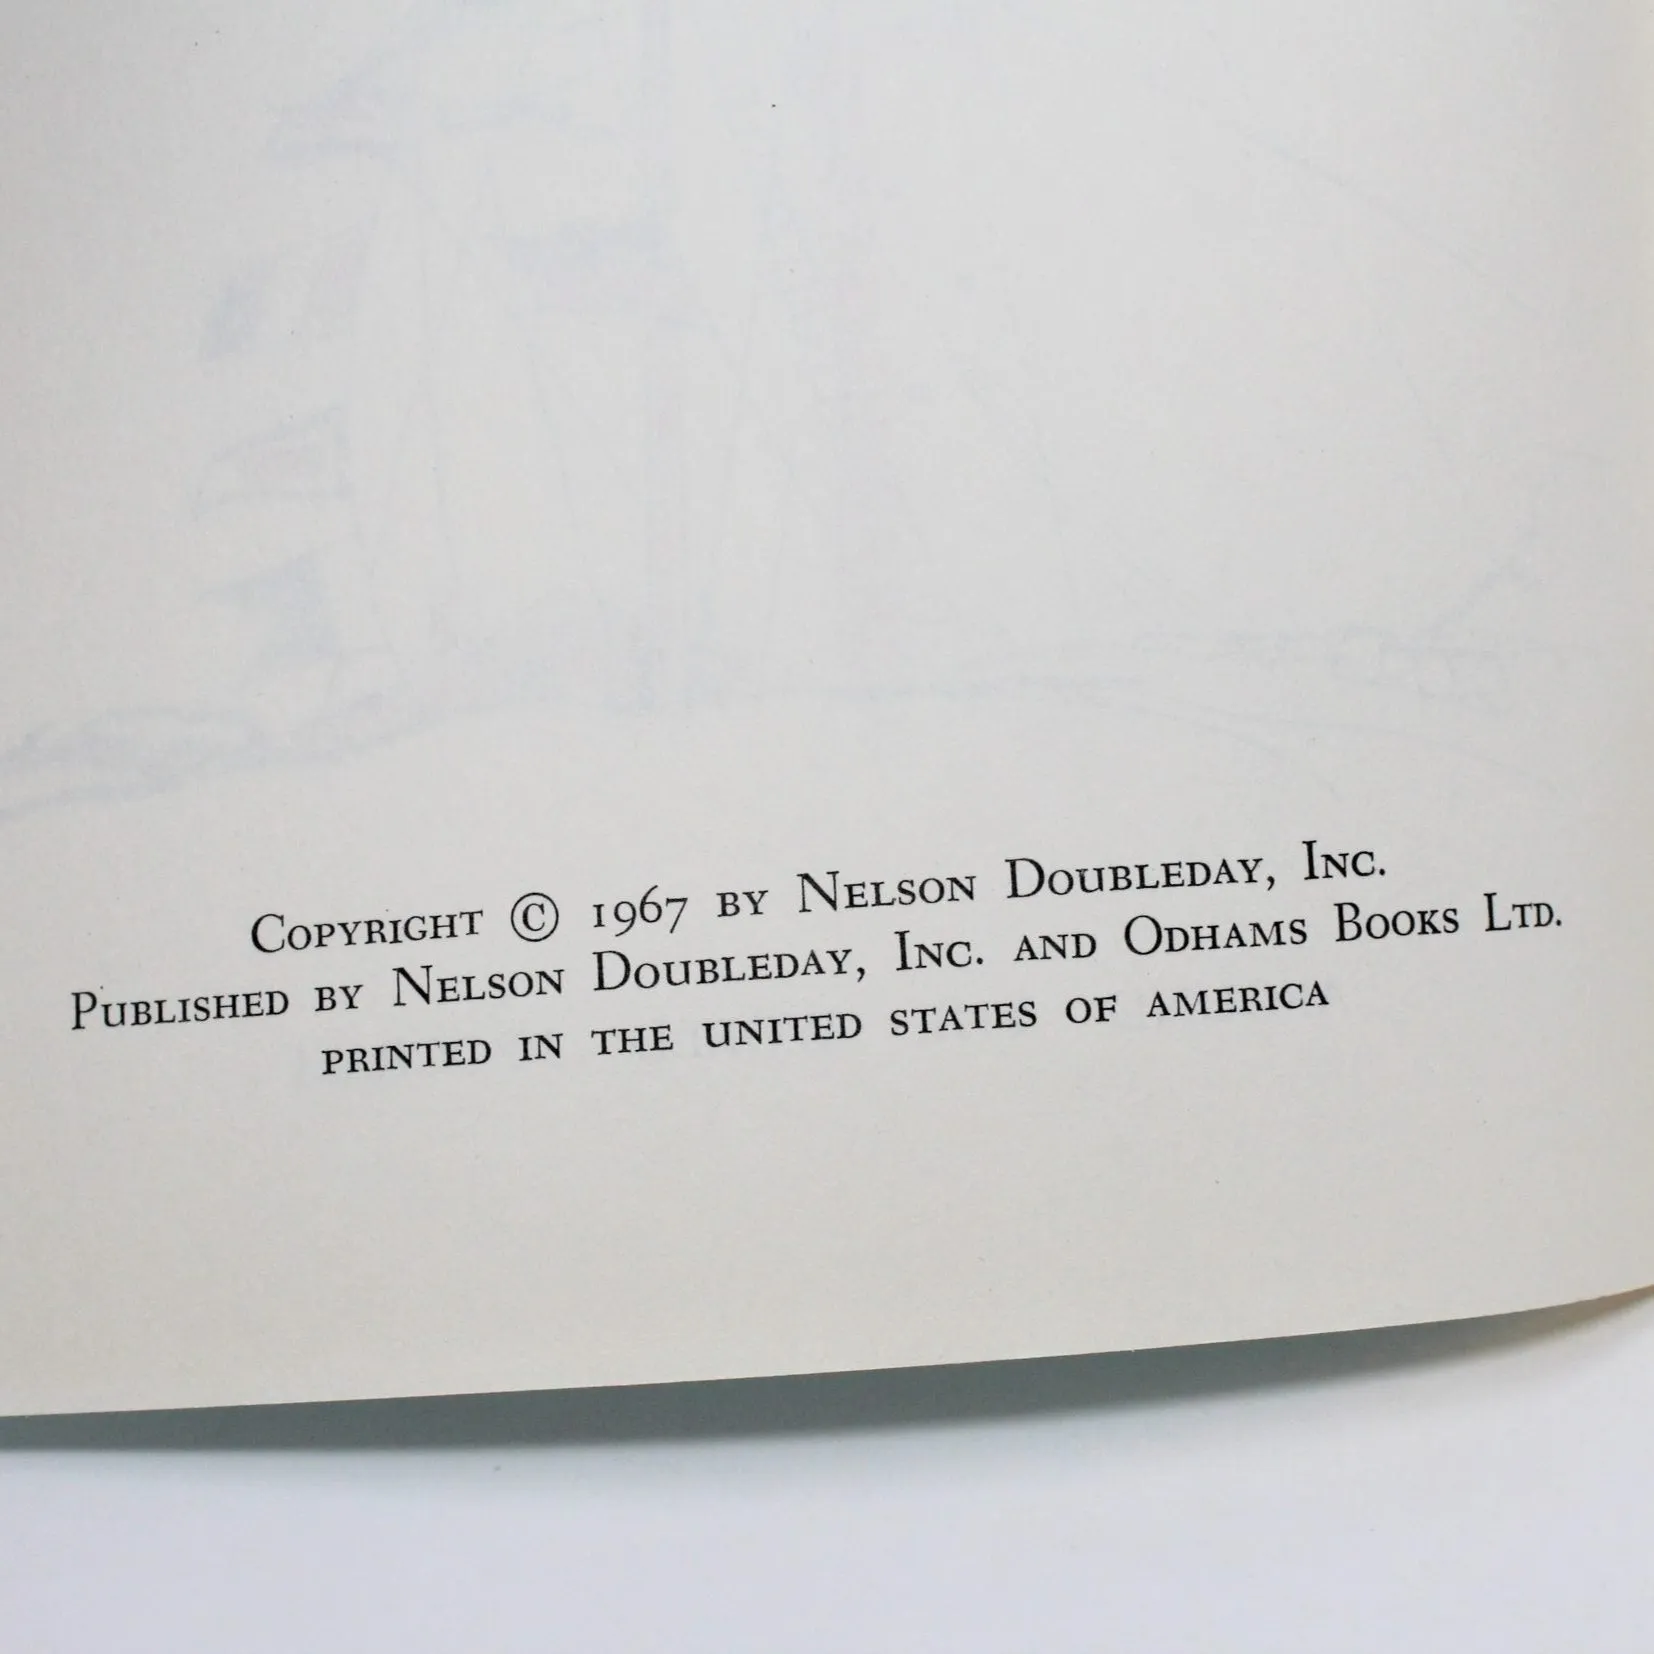 Copyright © 1967 by Nelson Doubleday, Inc.
Published by Nelson Doubleday, Inc. and Odhams Books Ltd.
printed in the united states of america